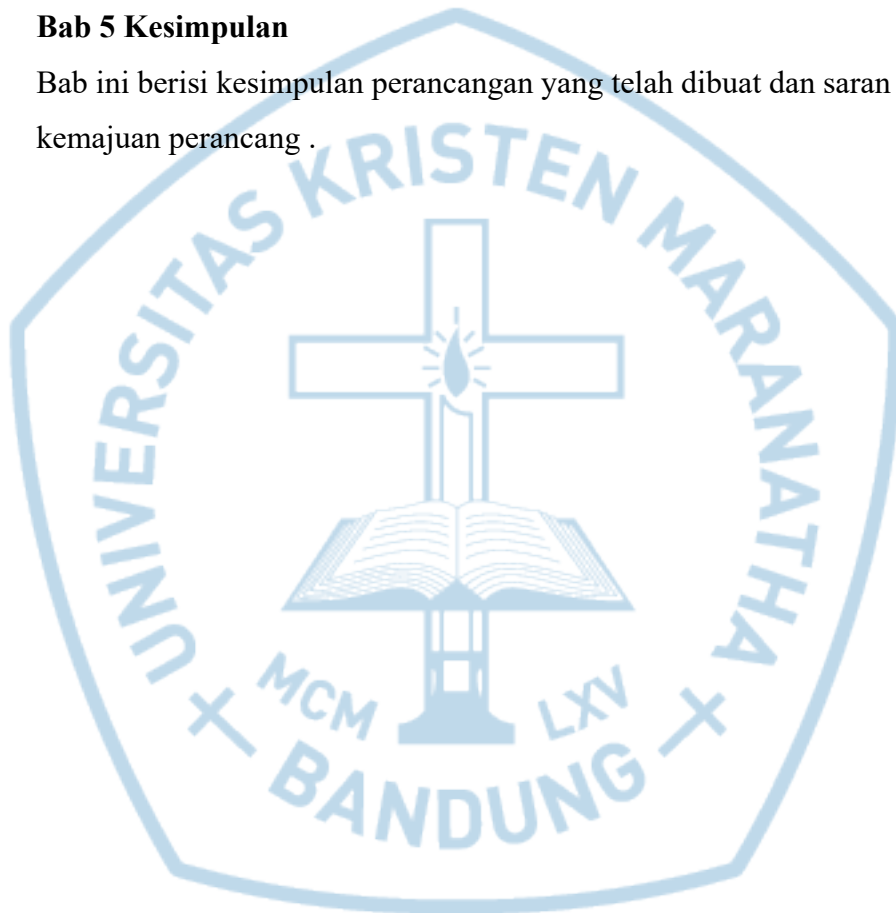 Bab 5 Kesimpulan
Bab ini berisi kesimpulan perancangan yang telah dibuat dan saran
kemajuan perancang .
UNIVERSITAS KRISTEN MARANATHA
MCM LXV
BANDUNG